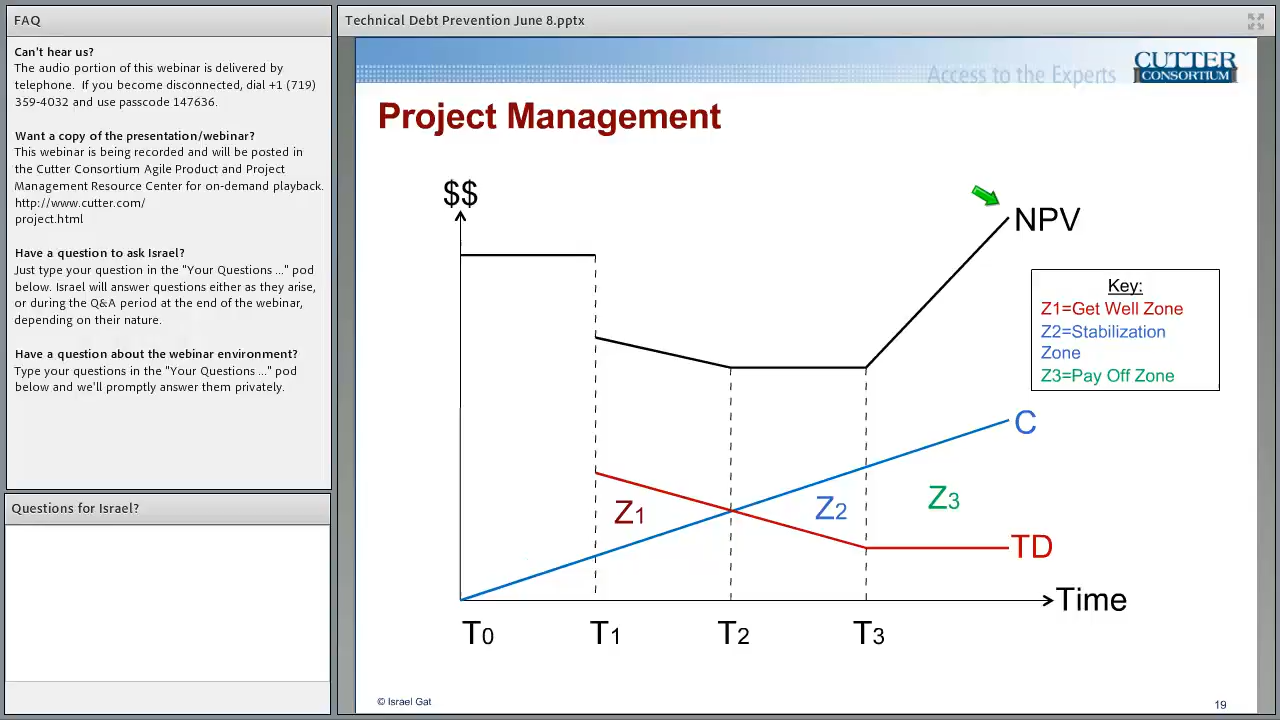 FAQ
Can't hear us?
The audio portion of this webinar is delivered by
telephone.  If you become disconnected, dial +1 (719)
359-4032 and use passcode 147636.
Want a copy of the presentation/webinar?
This webinar is being recorded and will be posted in
the Cutter Consortium Agile Product and Project
Management Resource Center for on-demand playback.
http://www.cutter.com/
project.html
Have a question to ask Israel?
Just type your question in the "Your Questions ..." pod
below. Israel will answer questions either as they arise,
or during the Q&A period at the end of the webinar,
depending on their nature.
Have a question about the webinar environment?
Type your questions in the "Your Questions ..." pod
below and we'll promptly answer them privately.
Questions for Israel?
Technical Debt Prevention June 8.pptx
Access to the Experts
CUTTER
CONSORTIUM
Project Management
$$
NPV
Key:
Z1=Get Well Zone
Z2=Stabilization
Zone
Z3=Pay Off Zone
C
Z1
Z2
Z3
TD
Time
T0
T1
T2
T3
© Israel Gat
19